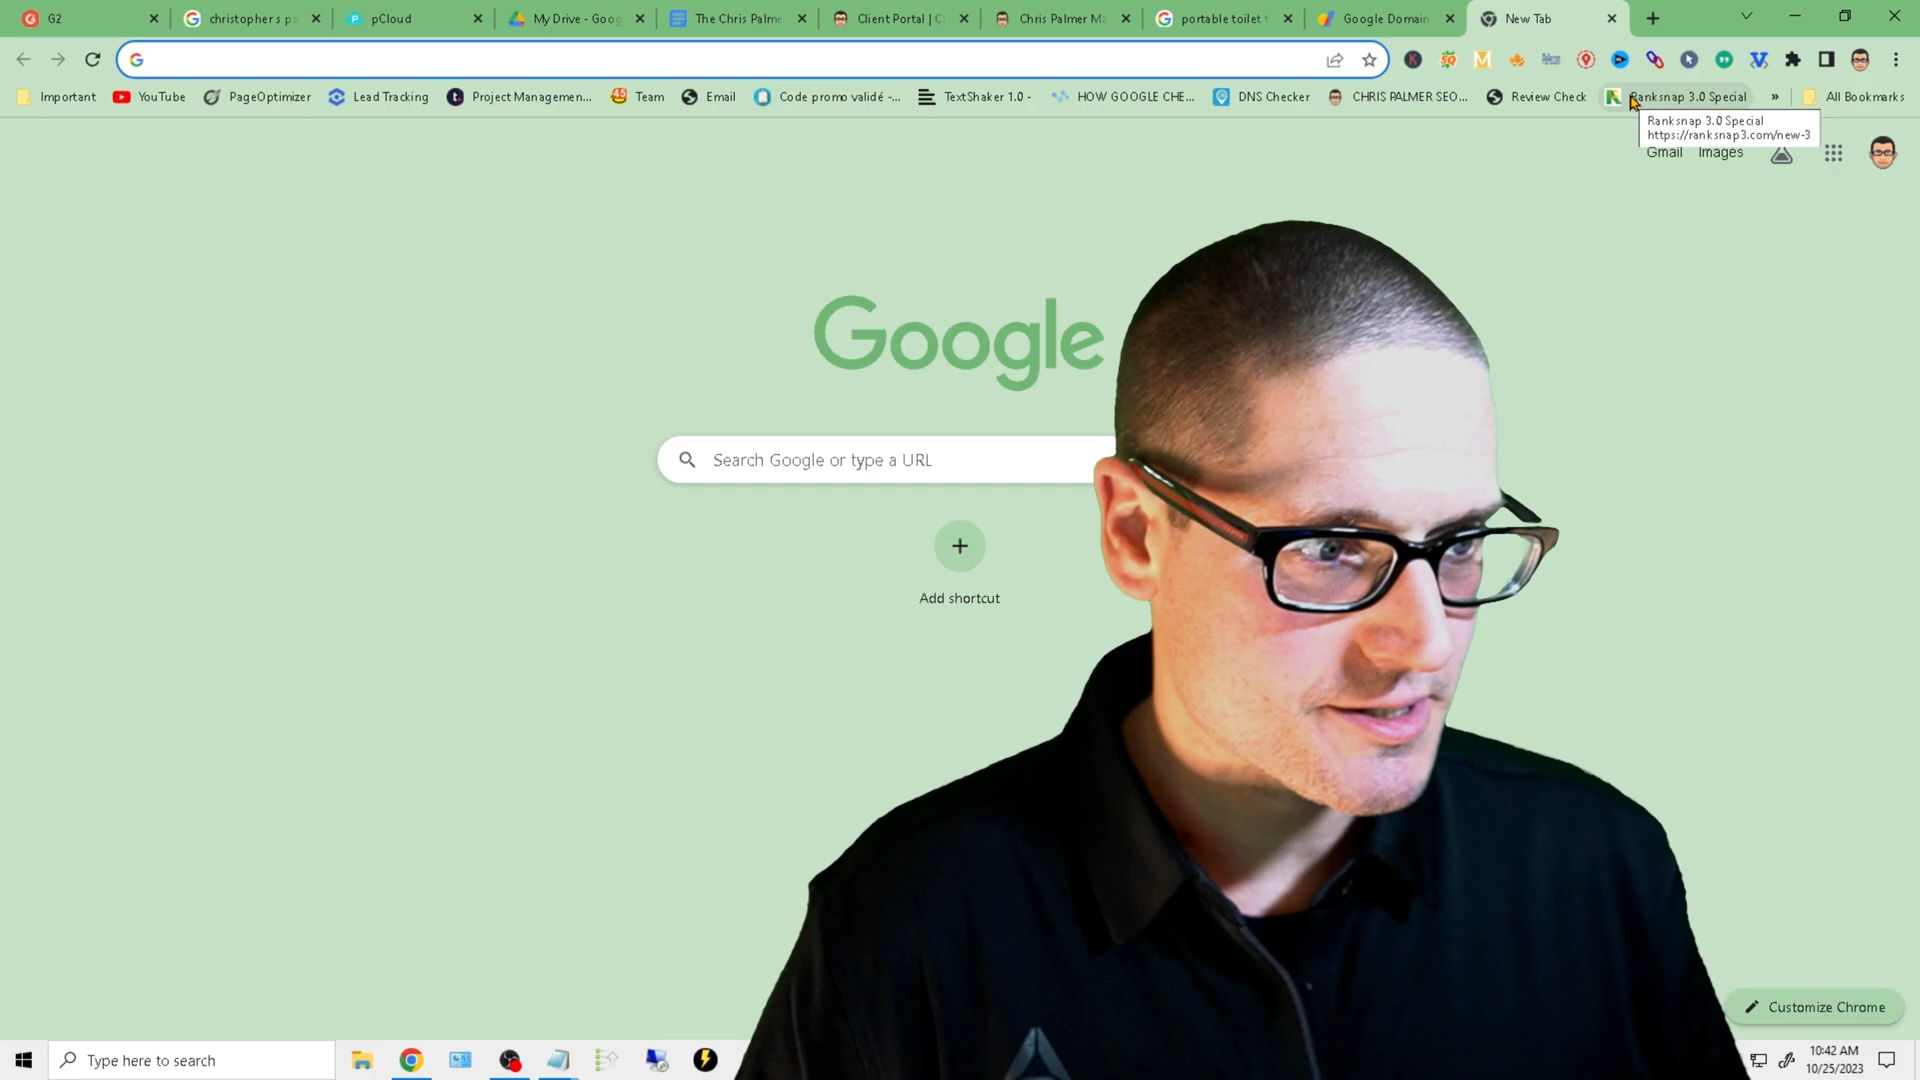 G2
christopher s pa
pCloud
My Drive - Goog
The Chris Palme
Client Portal | C
Chris Palmer Ma
portable toilet t
Google Domain
New Tab
Important
YouTube
PageOptimizer
Lead Tracking
Project Managemen...
Team
Email
Code promo validé -...
TextShaker 1.0 -
HOW GOOGLE CHE...
DNS Checker
CHRIS PALMER SEO...
Review Check
Ranksnap 3.0 Special
»
All Bookmarks
Ranksnap 3.0 Special
https://ranksnap3.com/new-3
Gmail
Images
Google
Search Google or type a URL
Add shortcut
Customize Chrome
Type here to search
10:42 AM
10/25/2023